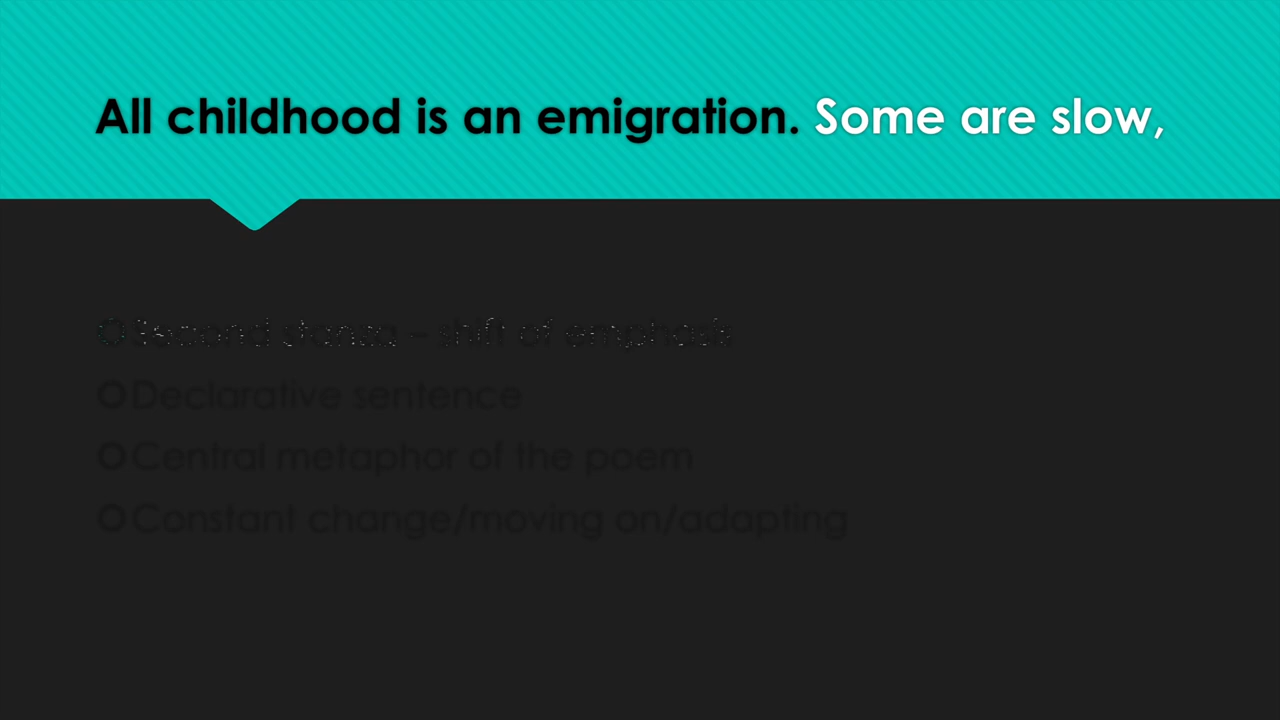 All childhood is an emigration. Some are slow,
Second stanza – shift of emphasis
Declarative sentence
Central metaphor of the poem
Constant change/moving on/adapting